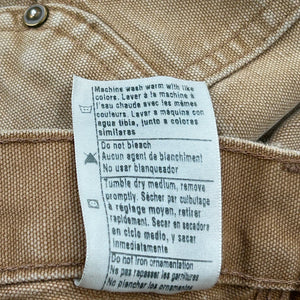 Machine wash warm with like
colors. Laver à la machine à
l'eau chaude avec les mêmes
couleurs. Lavar a máquina con
agua tibia, junto a colores
similares
Do not bleach
Aucun agent de blanchiment
No usar blanqueador
Tumble dry medium, remove
promptly. Sécher par culbutage
à réglage moyen, retirer
rapidement. Secar en secadora
en ciclo medio, y sacar
inmediatamente
Do not iron ornamentation
Ne pas repasser les garnitures
No planchar los ornamentos